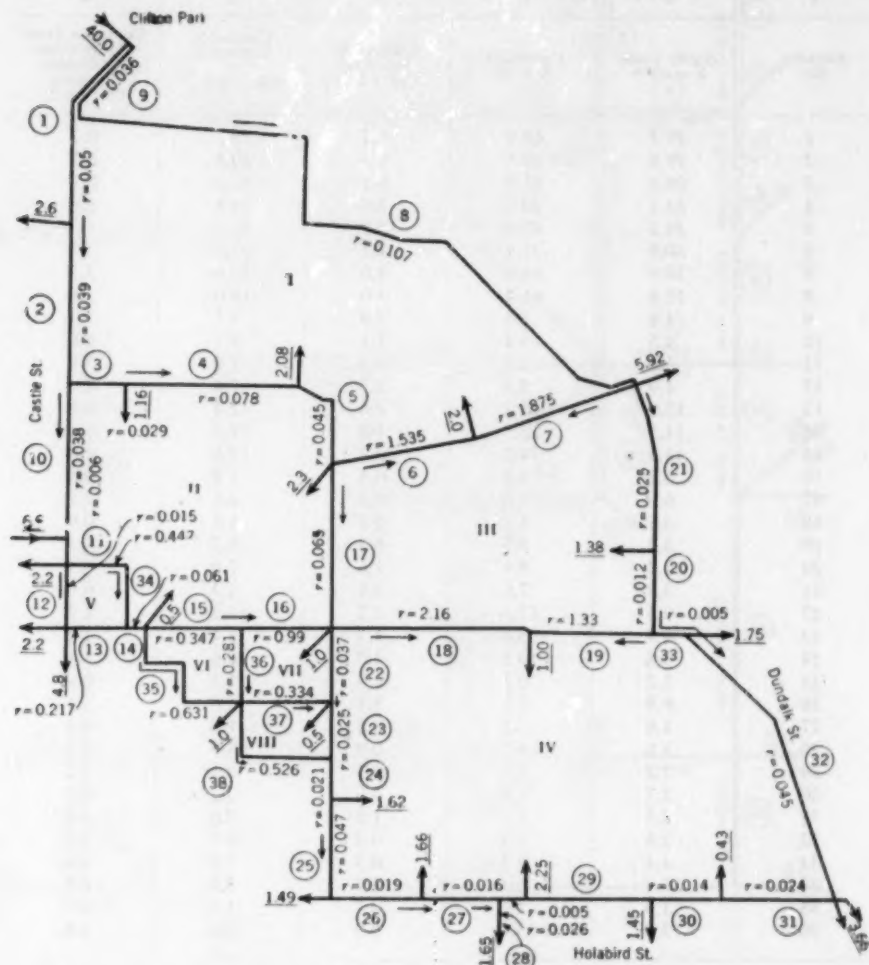 Clifton Park
40.0
r=0.036
9
1
r=0.05
2.6
8
r=0.107
I
2
r=0.039
Castle St.
3
4
2.08
5.92
1.16
r=0.078
5
r=0.029
r=0.045
2.0
r=1.875
7
r=1.535
10
r=0.038
r=0.006
2.3
6
21
r=0.025
II
III
r=0.015
r=0.447
17
r=0.065
1.38
2.2
34
r=0.061
20
r=0.012
12
V
0.5
15
16
r=2.16
r=1.33
r=0.005
2.2
13
14
r=0.347
r=0.99
1.0
18
19
33
1.75
4.8
VI
r=0.281
36
VII
1.00
r=0.037
22
35
r=0.334
r=0.217
r=0.631
37
1.0
VIII
0.5
r=0.025
23
IV
Dundalk St.
32
r=0.045
38
r=0.526
r=0.021
24
1.62
r=0.047
25
1.66
2.25
29
0.43
1.49
r=0.019
r=0.016
r=0.014
r=0.024
26
27
r=0.005
r=0.026
1.65
28
1.45
30
31
Holabird St.